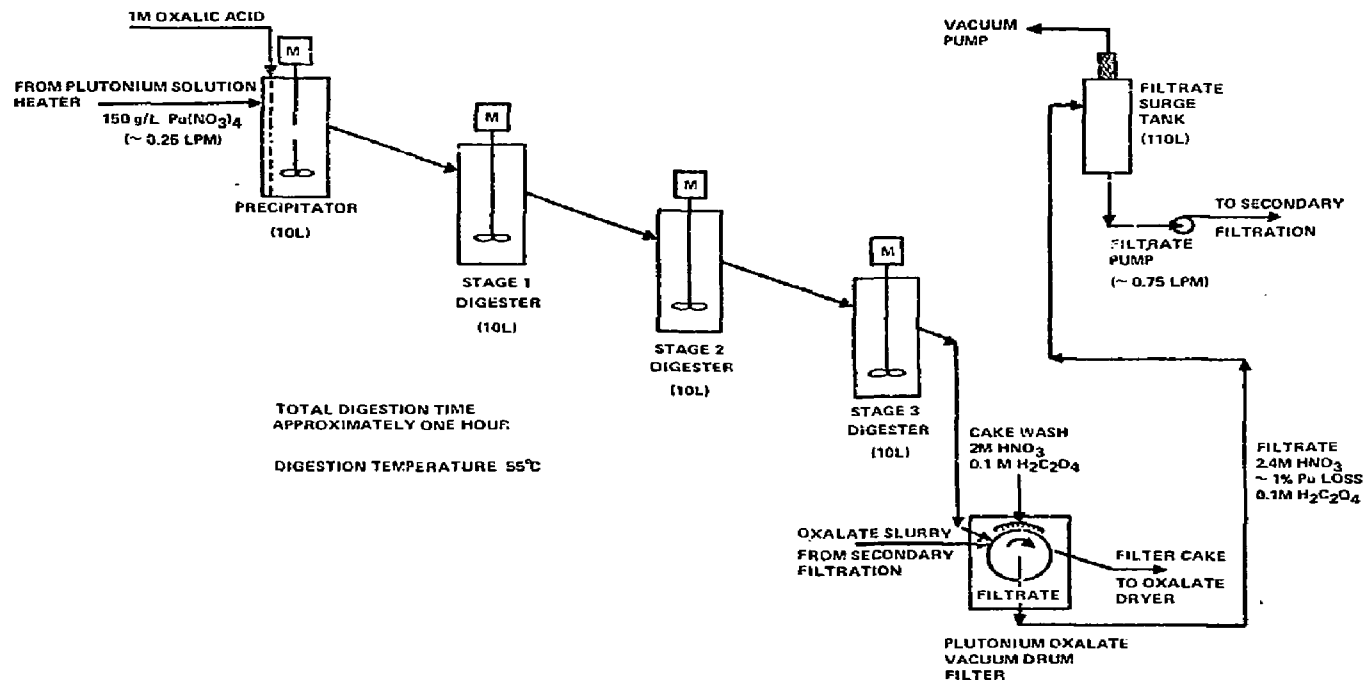 1M OXALIC ACID
M
FROM PLUTONIUM SOLUTION
HEATER
150 g/L Pu(NO3)4
(~ 0.25 LPM)
PRECIPITATOR
(10L)
M
STAGE 1
DIGESTER
(10L)
M
STAGE 2
DIGESTER
(10L)
M
STAGE 3
DIGESTER
(10L)
TOTAL DIGESTION TIME
APPROXIMATELY ONE HOUR
DIGESTION TEMPERATURE 55°C
CAKE WASH
2M HNO3
0.1 M H2C2O4
OXALATE SLURRY
FROM SECONDARY
FILTRATION
FILTRATE
FILTER CAKE
TO OXALATE
DRYER
PLUTONIUM OXALATE
VACUUM DRUM
FILTER
FILTRATE
2.4M HNO3
~ 1% Pu LOSS
0.1M H2C2O4
VACUUM
PUMP
FILTRATE
SURGE
TANK
(110L)
TO SECONDARY
FILTRATION
FILTRATE
PUMP
(~ 0.75 LPM)